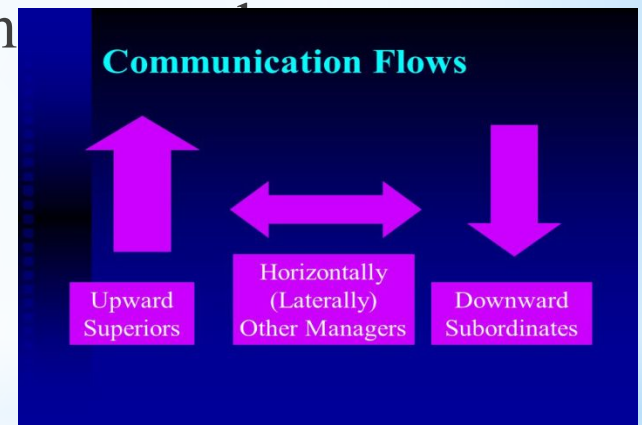 Communication Flows
Upward
Superiors
Horizontally
(Laterally)
Other Managers
Downward
Subordinates